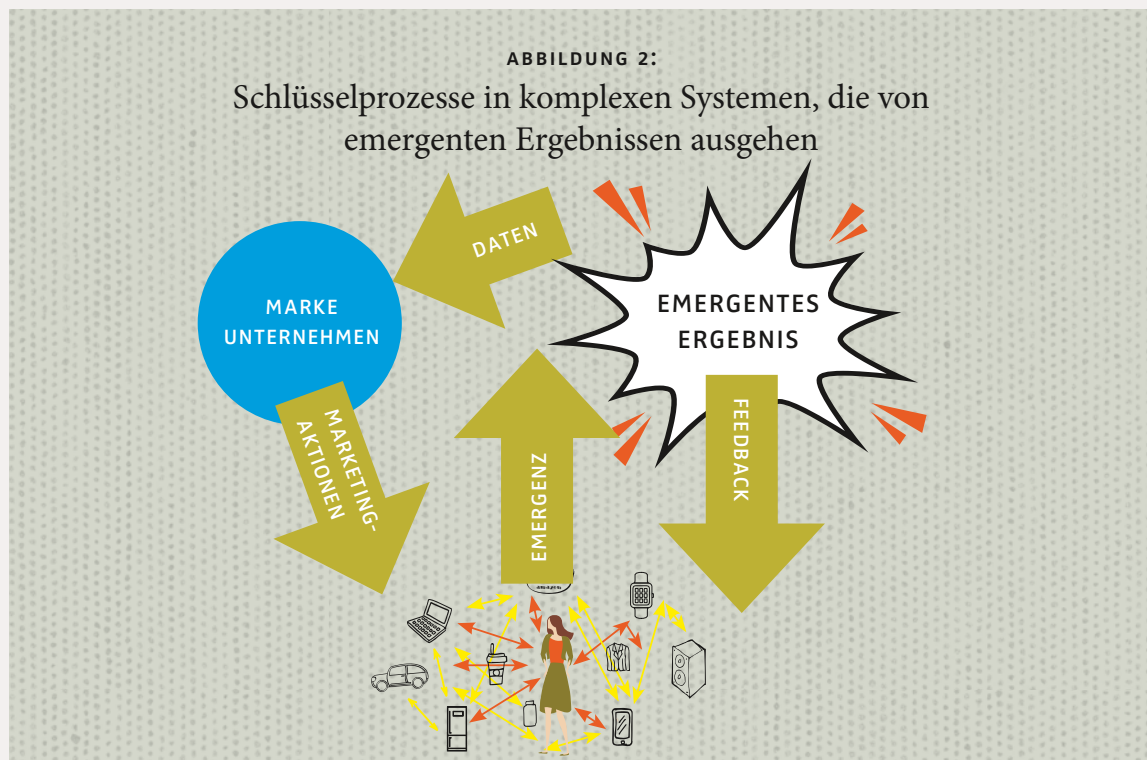 ABBILDUNG 2:
Schlüsselprozesse in komplexen Systemen, die von
emergenten Ergebnissen ausgehen
DATEN
MARKE
UNTERNEHMEN
EMERGENTES
ERGEBNIS
MARKETING-
AKTIONEN
EMERGENZ
FEEDBACK